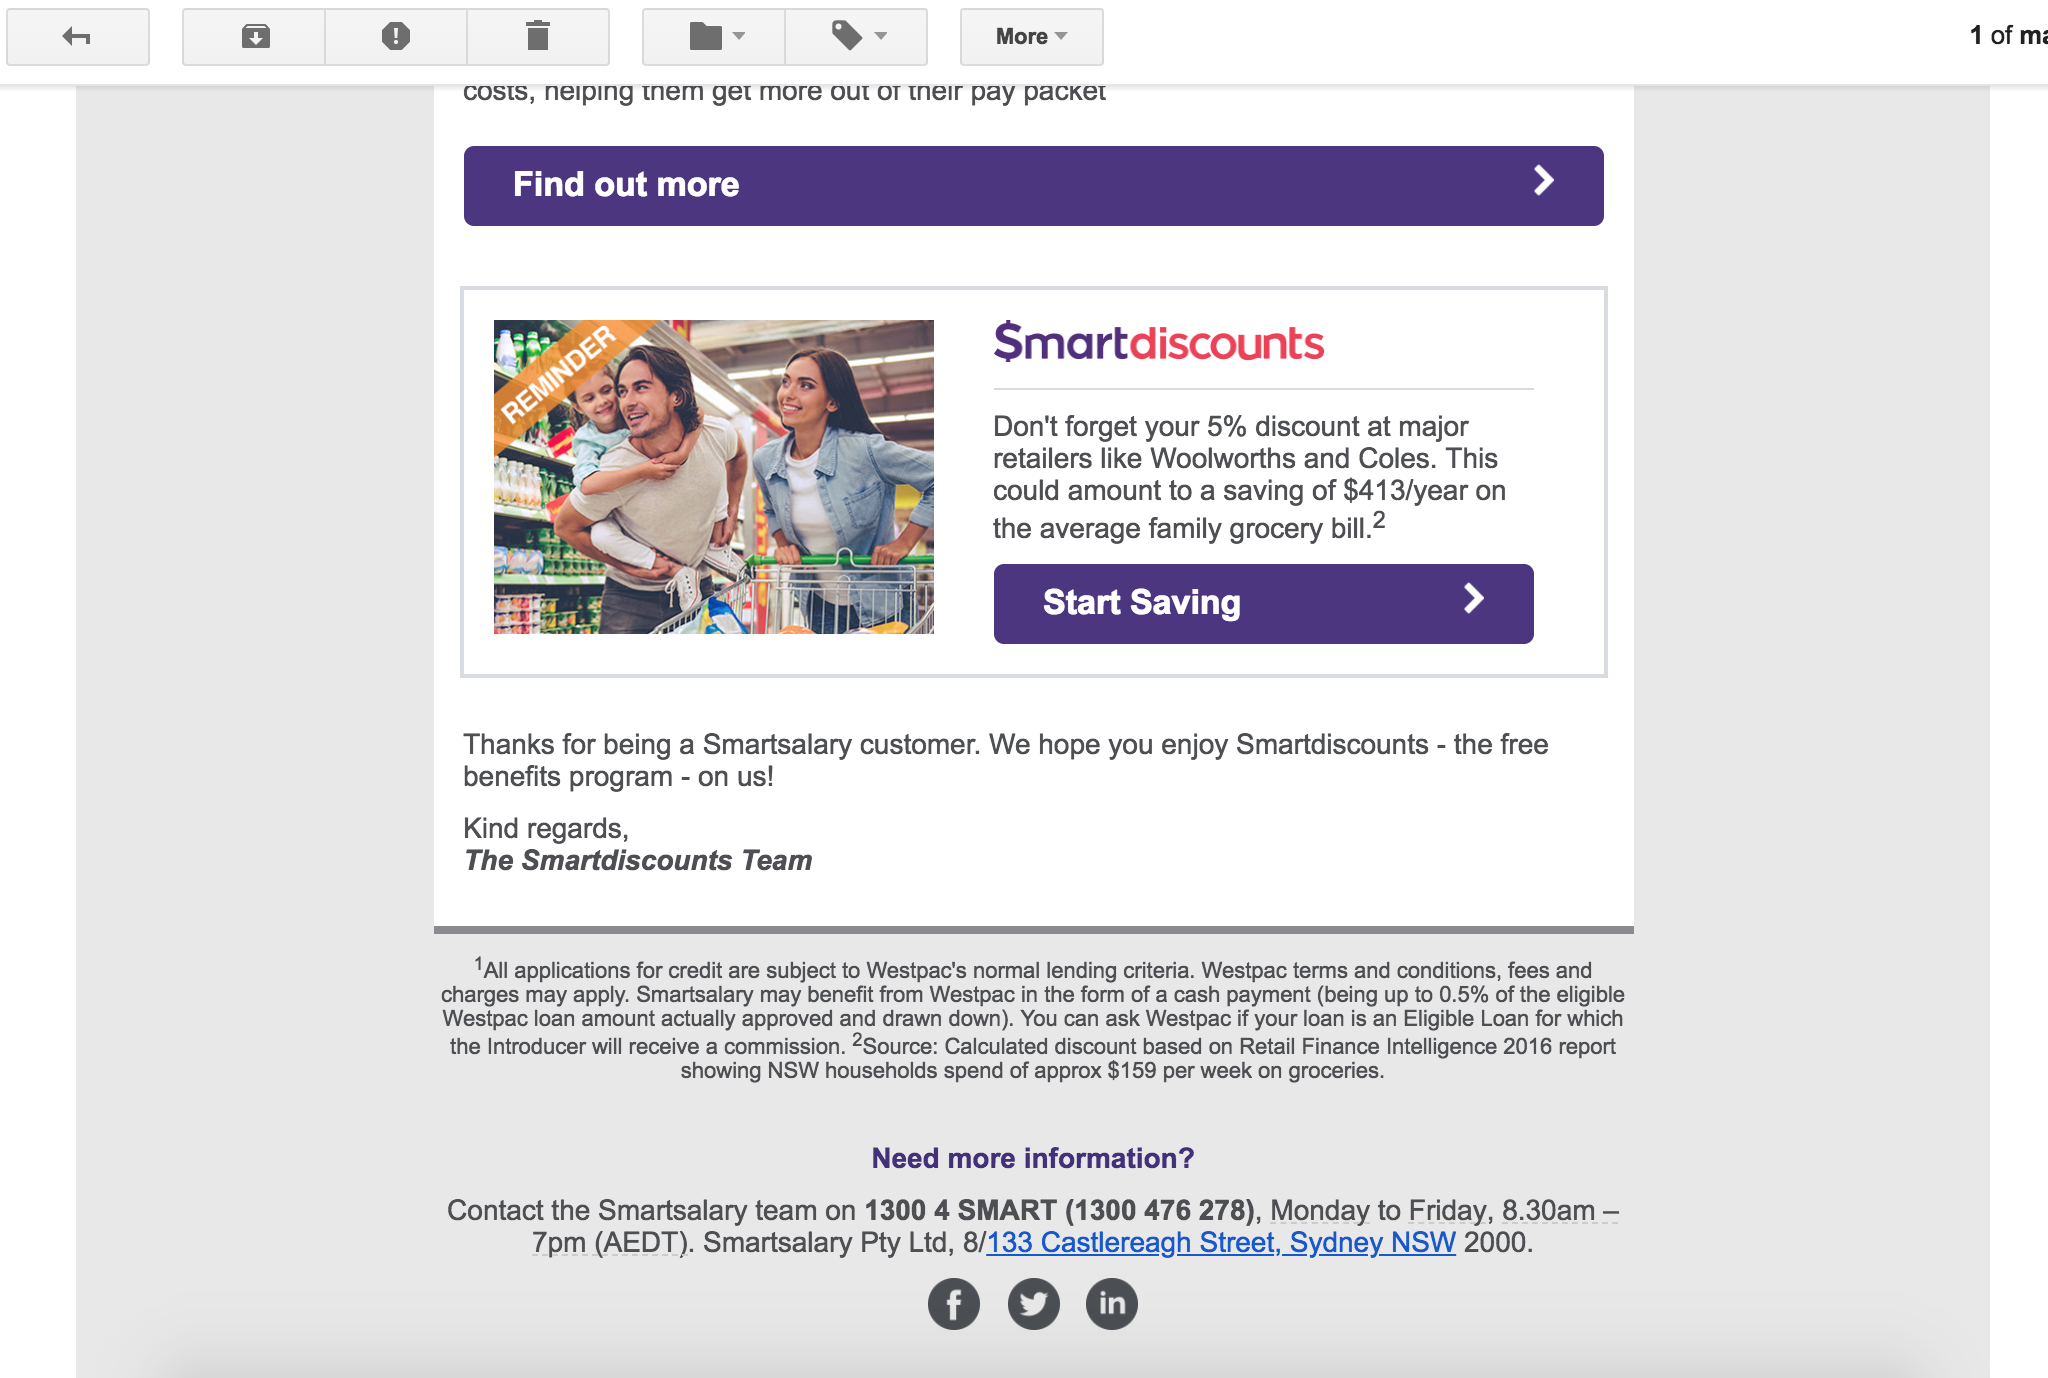 More
1 of ma
costs, helping them get more out of their pay packet
Find out more
REMINDER
$martdiscounts
Don't forget your 5% discount at major
retailers like Woolworths and Coles. This
could amount to a saving of $413/year on
the average family grocery bill.2
Start Saving
Thanks for being a Smartsalary customer. We hope you enjoy Smartdiscounts - the free
benefits program - on us!
Kind regards,
The Smartdiscounts Team
1All applications for credit are subject to Westpac's normal lending criteria. Westpac terms and conditions, fees and
charges may apply. Smartsalary may benefit from Westpac in the form of a cash payment (being up to 0.5% of the eligible
Westpac loan amount actually approved and drawn down). You can ask Westpac if your loan is an Eligible Loan for which
the Introducer will receive a commission. 2Source: Calculated discount based on Retail Finance Intelligence 2016 report
showing NSW households spend of approx $159 per week on groceries.
Need more information?
Contact the Smartsalary team on 1300 4 SMART (1300 476 278), Monday to Friday, 8.30am –
7pm (AEDT). Smartsalary Pty Ltd, 8/133 Castlereagh Street, Sydney NSW 2000.
f in